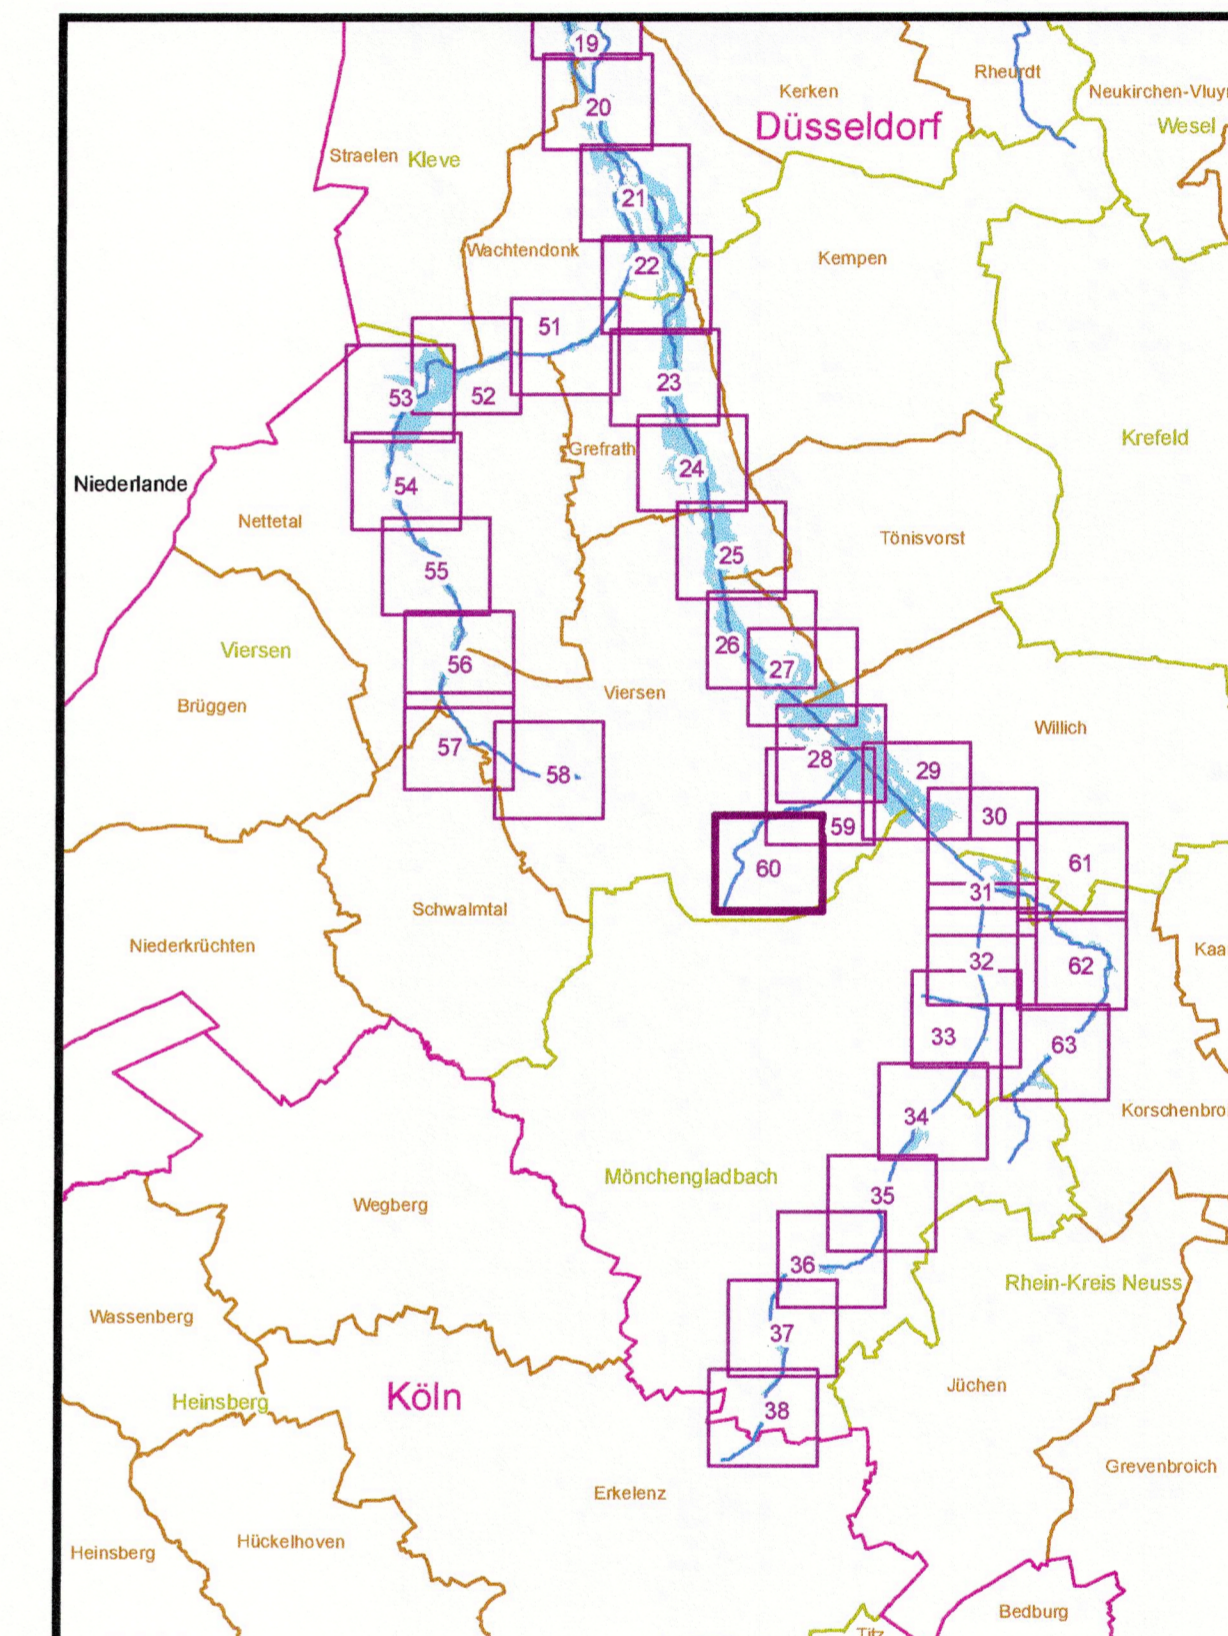 19
Rheurdt
Kerken
Neukirchen-Vluy
20
Düsseldorf
Wesel
Straelen
Kleve
21
Wachtendonk
22
Kempen
51
53
52
23
Grefrath
Krefeld
24
Niederlande
54
Nettetal
Tönisvorst
25
55
Viersen
26
56
27
Viersen
Brüggen
Willich
57
28
29
58
30
59
60
61
31
Schwalmtal
Niederkrüchten
Kaa
32
62
33
63
Korschenbro
34
Mönchengladbach
35
Wegberg
36
Rhein-Kreis Neuss
Wassenberg
37
Jüchen
Heinsberg
Köln
38
Grevenbroich
Erkelenz
Hückelhoven
Heinsberg
Bedburg
Titz